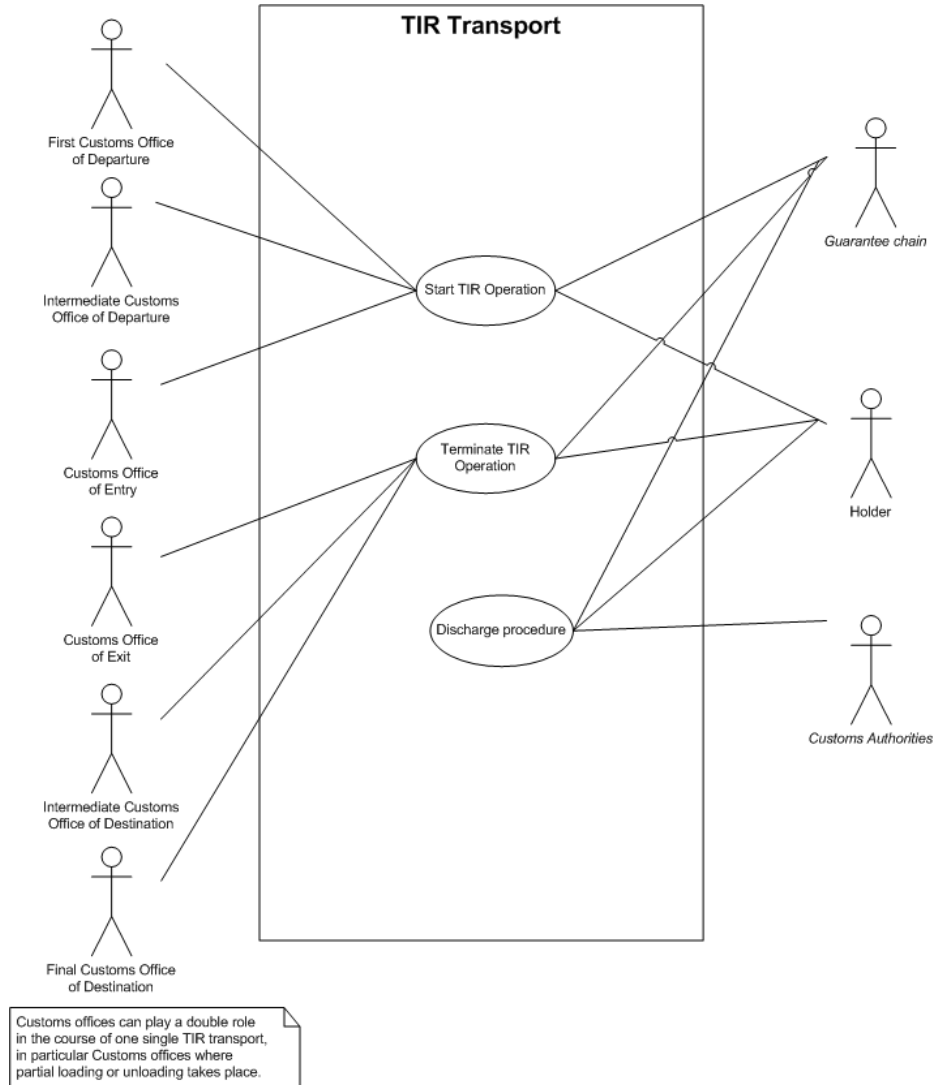 TIR Transport
First Customs Office
of Departure
Intermediate Customs
Office of Departure
Customs Office
of Entry
Customs Office
of Exit
Intermediate Customs
Office of Destination
Final Customs Office
of Destination
Start TIR Operation
Terminate TIR
Operation
Discharge procedure
Guarantee chain
Holder
Customs Authorities
Customs offices can play a double role
in the course of one single TIR transport,
in particular Customs offices where
partial loading or unloading takes place.